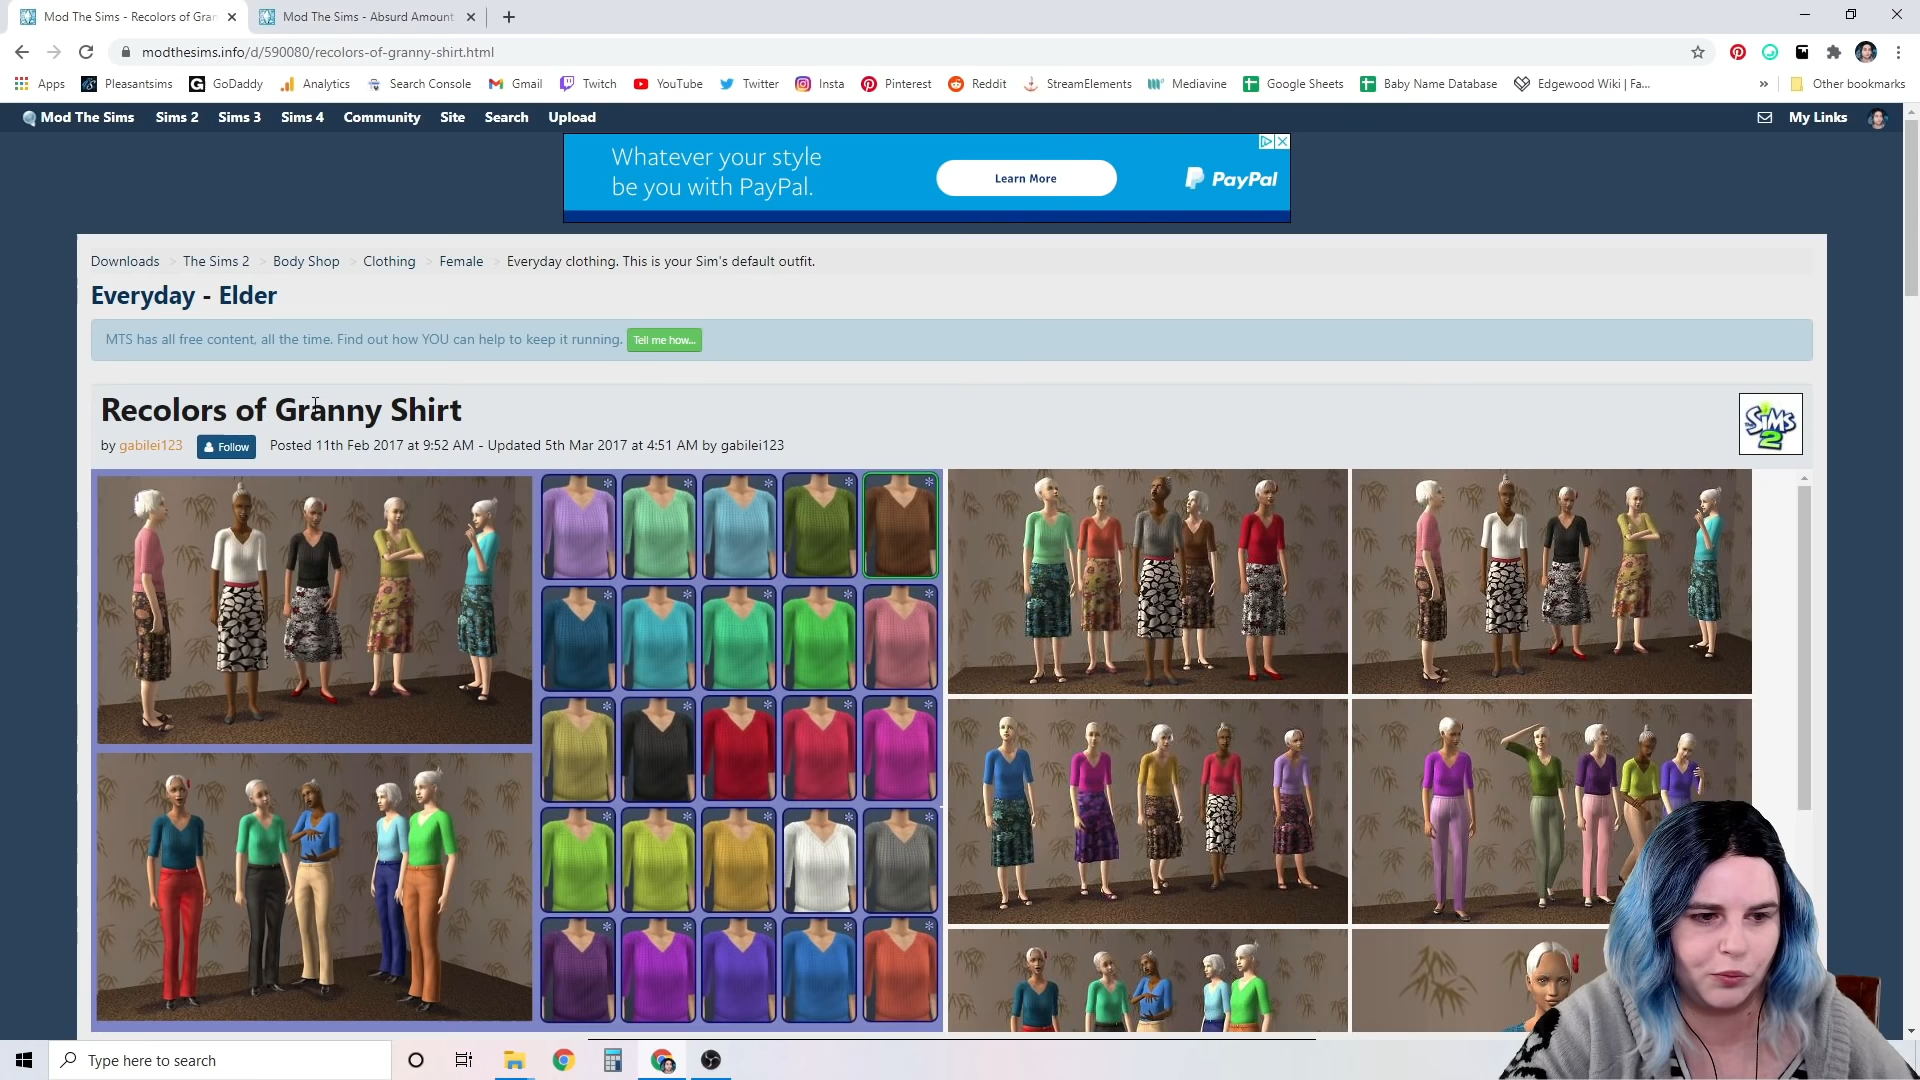 Mod The Sims - Recolors of Gran
Mod The Sims - Absurd Amount
modthesims.info/d/590080/recolors-of-granny-shirt.html
Apps Pleasantsims GoDaddy Analytics Search Console Gmail Twitch YouTube Twitter Insta Pinterest Reddit StreamElements Mediavine Google Sheets Baby Name Database Edgewood Wiki | Fa... » Other bookmarks
Mod The Sims Sims 2 Sims 3 Sims 4 Community Site Search Upload My Links
Whatever your style
be you with PayPal.
Learn More
PayPal
Downloads > The Sims 2 > Body Shop > Clothing > Female > Everyday clothing. This is your Sim's default outfit.
Everyday - Elder
MTS has all free content, all the time. Find out how YOU can help to keep it running. Tell me how...
Recolors of Granny Shirt
by gabilei123 Follow Posted 11th Feb 2017 at 9:52 AM - Updated 5th Mar 2017 at 4:51 AM by gabilei123
The Sims 2
Type here to search